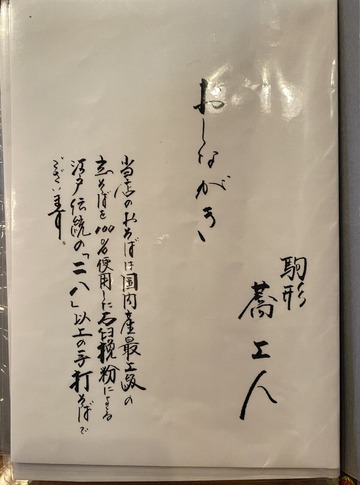 駒形
蕎上人
おしながき
当店のおそばは国内産最上級の
玄そばを100%使用した石臼挽粉による
江戸伝統の「二八」以上の手打そばで
ございます。